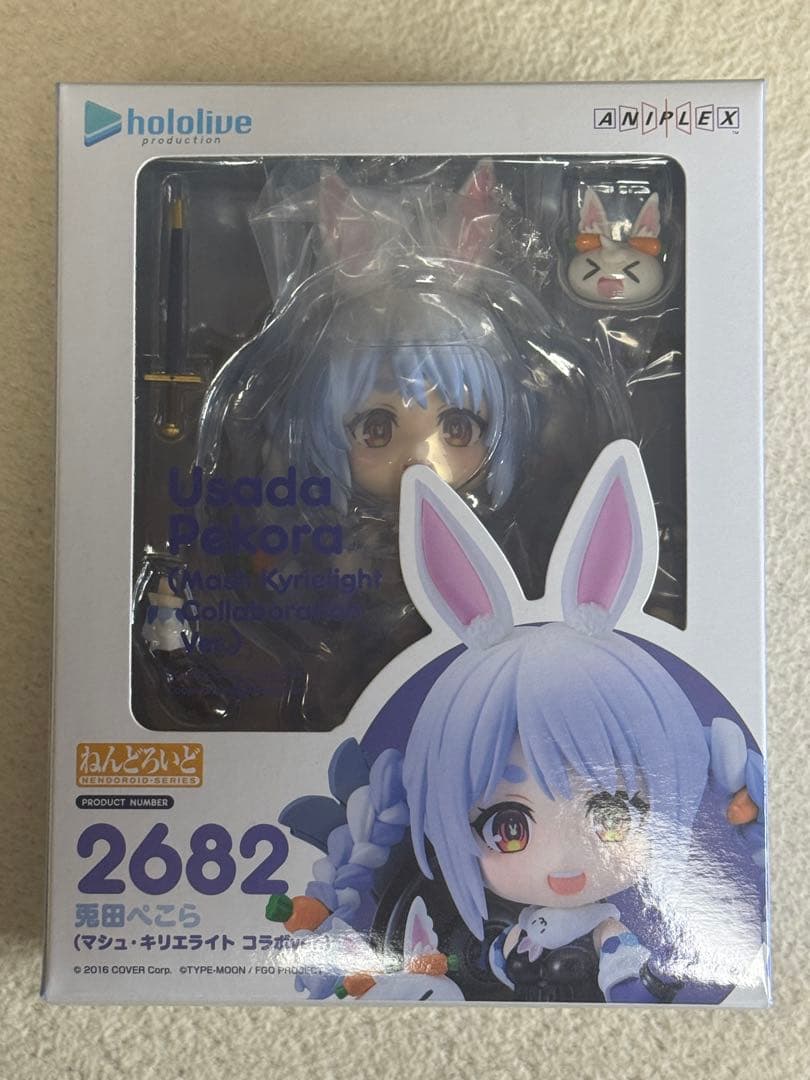 hololive
production
ANIPLEX
TM
Usada
Pekora
(Mash Kyrielight
Collaboration
Ver.)
ねんどろいど
NENDOROID-SERIES
PRODUCT NUMBER
2682
兎田ぺこら
(マシュ・キリエライト コラボver.)
© 2016 COVER Corp. ©TYPE-MOON / FGO PROJECT